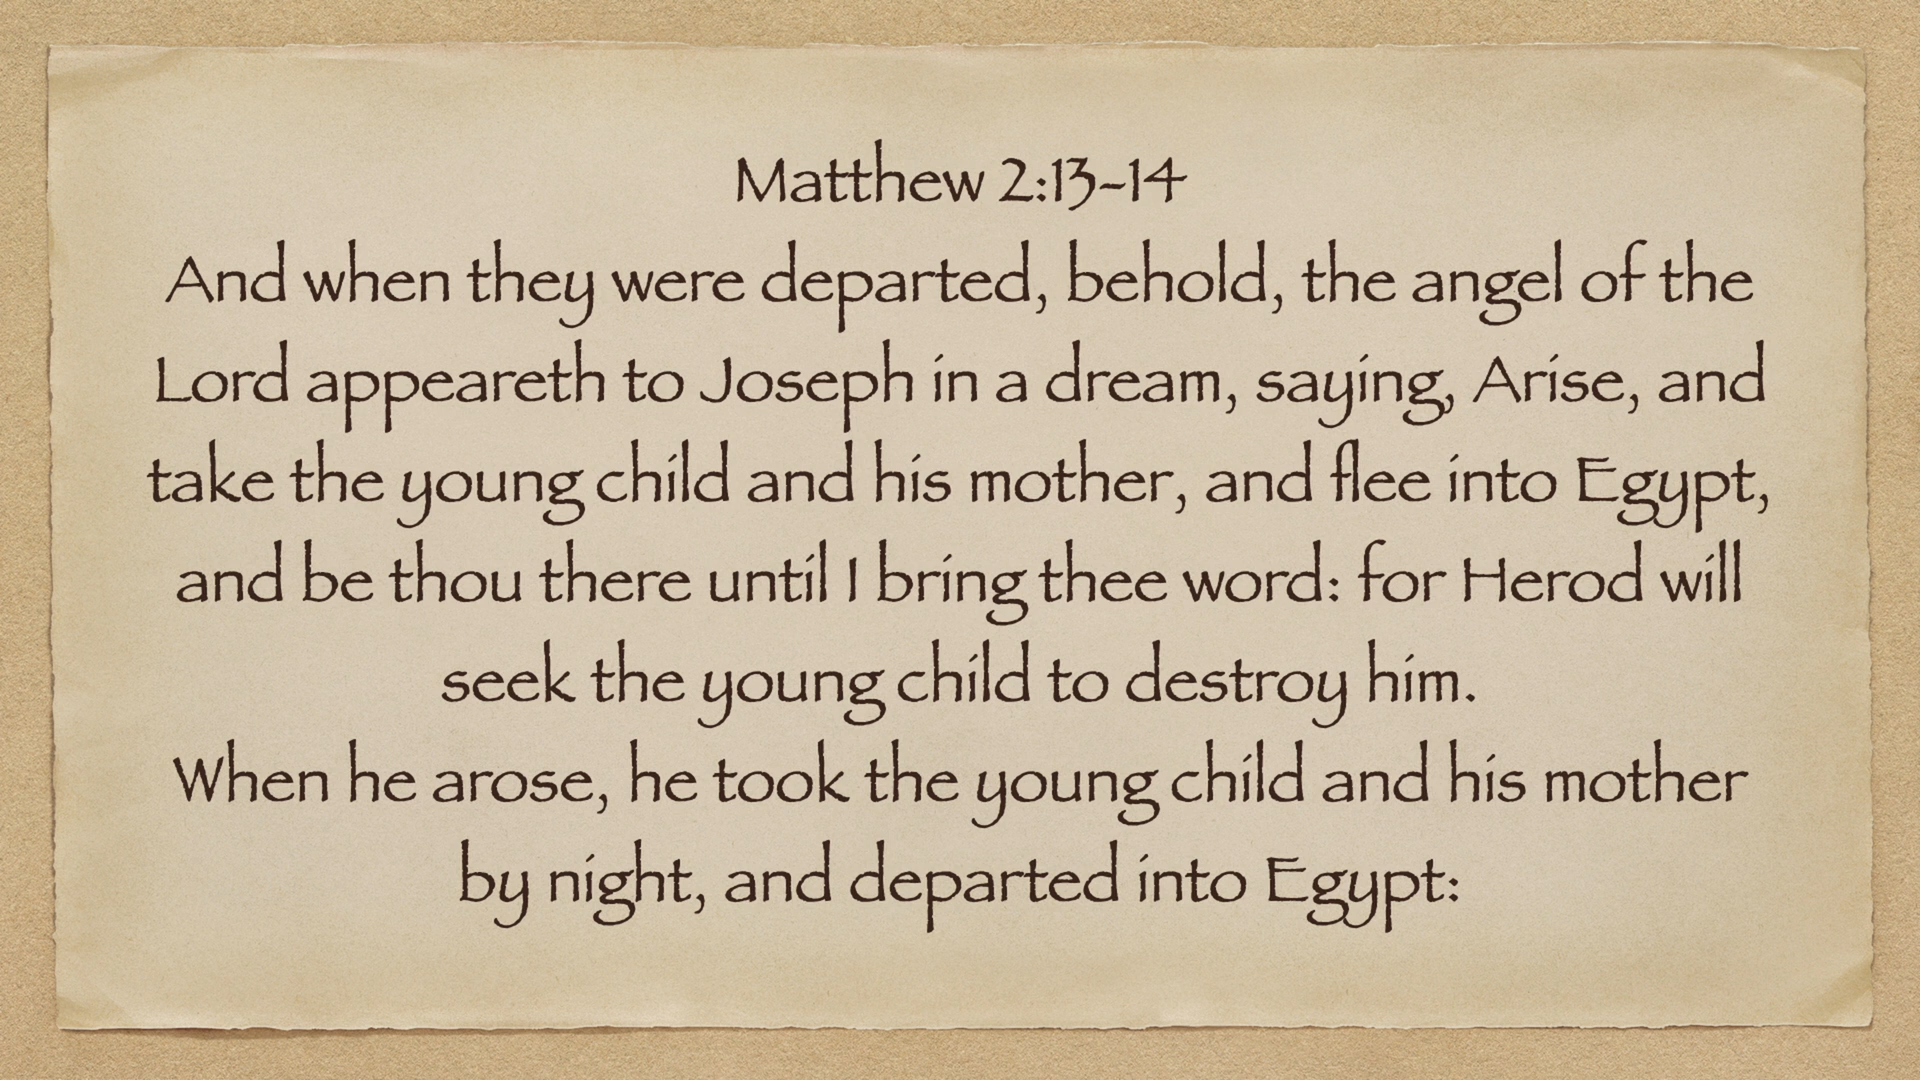 Matthew 2:13-14
And when they were departed, behold, the angel of the
Lord appeareth to Joseph in a dream, saying, Arise, and
take the young child and his mother, and flee into Egypt,
and be thou there until I bring thee word: for Herod will
seek the young child to destroy him.
When he arose, he took the young child and his mother
by night, and departed into Egypt: